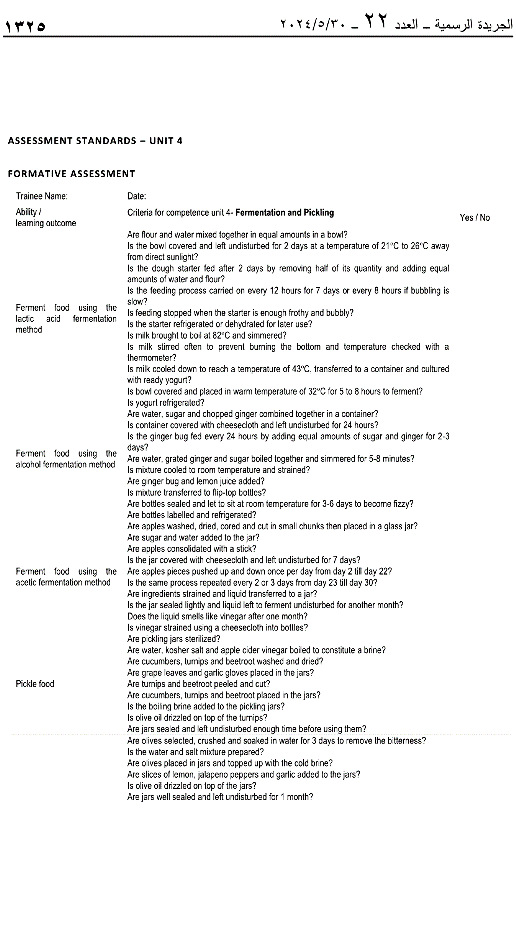 ١٣٢٥
الجريدة الرسمية – العدد ٢٢ – ٢٠٢٤/٥/٣٠
ASSESSMENT STANDARDS – UNIT 4
FORMATIVE ASSESSMENT
Trainee Name:
Date:
Ability /
learning outcome
Criteria for competence unit 4- Fermentation and Pickling
Yes / No
Ferment food using the
lactic acid fermentation
method
Are flour and water mixed together in equal amounts in a bowl?
Is the bowl covered and left undisturbed for 2 days at a temperature of 21°C to 26°C away
from direct sunlight?
Is the dough starter fed after 2 days by removing half of its quantity and adding equal
amounts of water and flour?
Is the feeding process carried on every 12 hours for 7 days or every 8 hours if bubbling is
slow?
Is feeding stopped when the starter is enough frothy and bubbly?
Is the starter refrigerated or dehydrated for later use?
Is milk brought to boil at 82°C and simmered?
Is milk stirred often to prevent burning the bottom and temperature checked with a
thermometer?
Is milk cooled down to reach a temperature of 43°C, transferred to a container and cultured
with ready yogurt?
Is bowl covered and placed in warm temperature of 32°C for 5 to 8 hours to ferment?
Is yogurt refrigerated?
Ferment food using the
alcohol fermentation method
Are water, sugar and chopped ginger combined together in a container?
Is container covered with cheesecloth and left undisturbed for 24 hours?
Is the ginger bug fed every 24 hours by adding equal amounts of sugar and ginger for 2-3
days?
Are water, grated ginger and sugar boiled together and simmered for 5-8 minutes?
Is mixture cooled to room temperature and strained?
Are ginger bug and lemon juice added?
Is mixture transferred to flip-top bottles?
Are bottles sealed and let to sit at room temperature for 3-6 days to become fizzy?
Are bottles labelled and refrigerated?
Ferment food using the
acetic fermentation method
Are apples washed, dried, cored and cut in small chunks then placed in a glass jar?
Are sugar and water added to the jar?
Are apples consolidated with a stick?
Is the jar covered with cheesecloth and left undisturbed for 7 days?
Are apples pieces pushed up and down once per day from day 2 till day 22?
Is the same process repeated every 2 or 3 days from day 23 till day 30?
Are ingredients strained and liquid transferred to a jar?
Is the jar sealed lightly and liquid left to ferment undisturbed for another month?
Does the liquid smells like vinegar after one month?
Is vinegar strained using a cheesecloth into bottles?
Pickle food
Are pickling jars sterilized?
Are water, kosher salt and apple cider vinegar boiled to constitute a brine?
Are cucumbers, turnips and beetroot washed and dried?
Are grape leaves and garlic gloves placed in the jars?
Are turnips and beetroot peeled and cut?
Are cucumbers, turnips and beetroot placed in the jars?
Is the boiling brine added to the pickling jars?
Is olive oil drizzled on top of the turnips?
Are jars sealed and left undisturbed enough time before using them?
Are olives selected, crushed and soaked in water for 3 days to remove the bitterness?
Is the water and salt mixture prepared?
Are olives placed in jars and topped up with the cold brine?
Are slices of lemon, jalapeno peppers and garlic added to the jars?
Is olive oil drizzled on top of the jars?
Are jars well sealed and left undisturbed for 1 month?